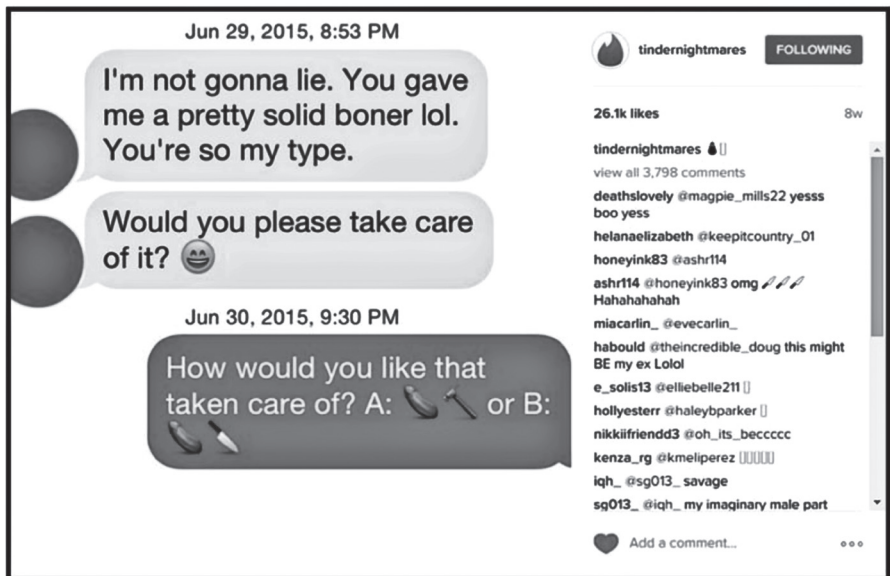 Jun 29, 2015, 8:53 PM
I'm not gonna lie. You gave
me a pretty solid boner lol.
You're so my type.
Would you please take care
of it? 😄
Jun 30, 2015, 9:30 PM
How would you like that
taken care of? A: 🍆🔨 or B:
🍆🔪
tindernightmares FOLLOWING
26.1k likes 8w
tindernightmares 💧▯
view all 3,798 comments
deathslovely @magpie_mills22 yesss
boo yess
helanaelizabeth @keepitcountry_01
honeyink83 @ashr114
ashr114 @honeyink83 omg 🔪🔪🔪
Hahahahahah
miacarlin_ @evecarlin_
habould @theincredible_doug this might
BE my ex Lolol
e_solis13 @elliebelle211 ▯
hollyesterr @haleybparker ▯
nikkiifriendd3 @oh_its_beccccc
kenza_rg @kmeliperez ▯▯▯▯▯
iqh_ @sg013_ savage
sg013_ @iqh_ my imaginary male part
Add a comment...